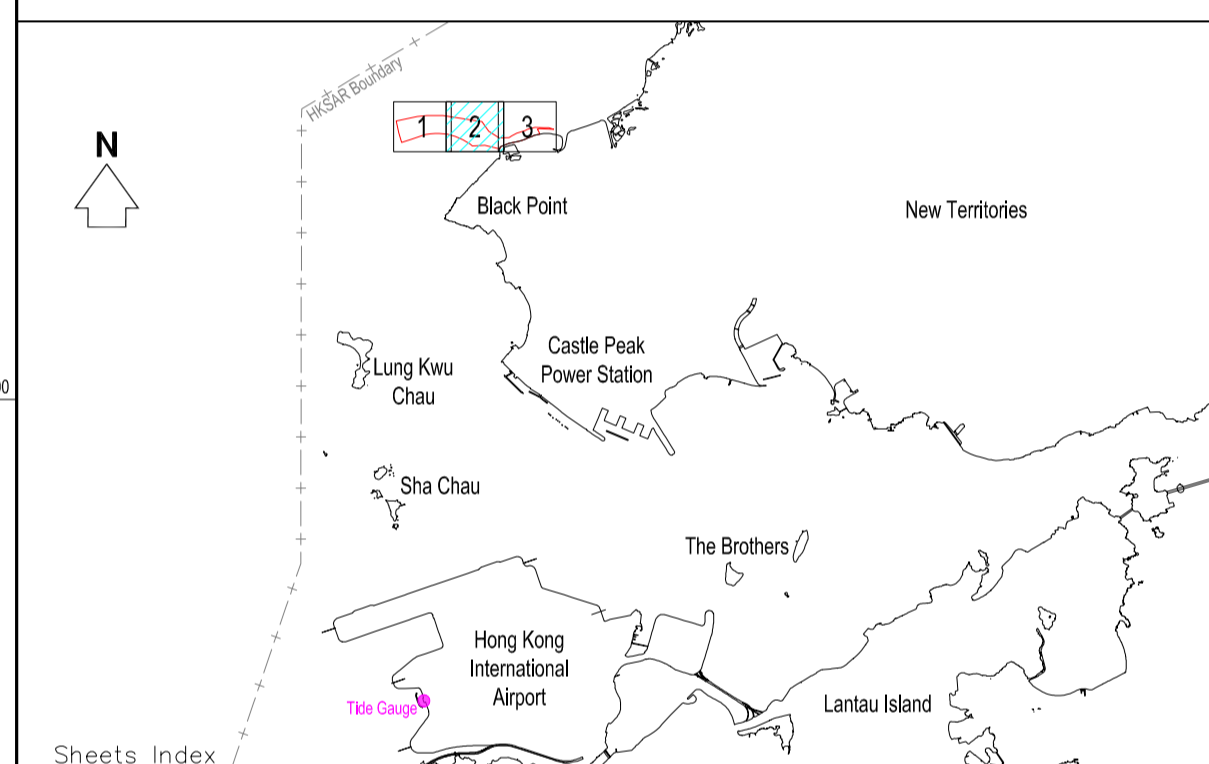 HKSAR Boundary
1 2 3
N
Black Point
New Territories
Castle Peak
Power Station
Lung Kwu
Chau
Sha Chau
The Brothers
Hong Kong
International
Airport
Tide Gauge
Lantau Island
Sheets Index